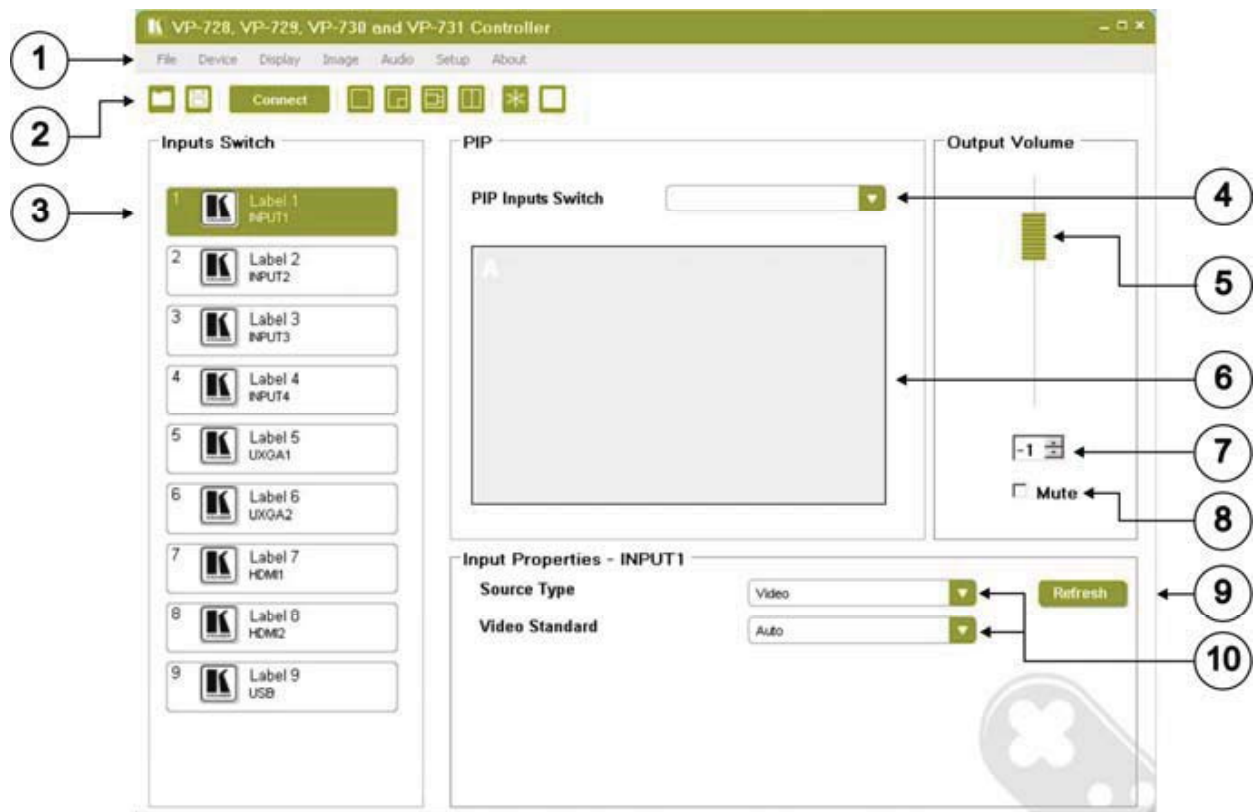 VP-728, VP-729, VP-730 and VP-731 Controller
File Device Display Image Audio Setup About
Connect
1
2
3
Inputs Switch
1 Label 1
INPUT1
2 Label 2
INPUT2
3 Label 3
INPUT3
4 Label 4
INPUT4
5 Label 5
UXGA1
6 Label 6
UXGA2
7 Label 7
HDMI1
8 Label 8
HDMI2
9 Label 9
USB
PIP
PIP Inputs Switch
A
Output Volume
-1
Mute
4
5
6
7
8
Input Properties - INPUT1
Source Type Video Refresh
Video Standard Auto
9
10